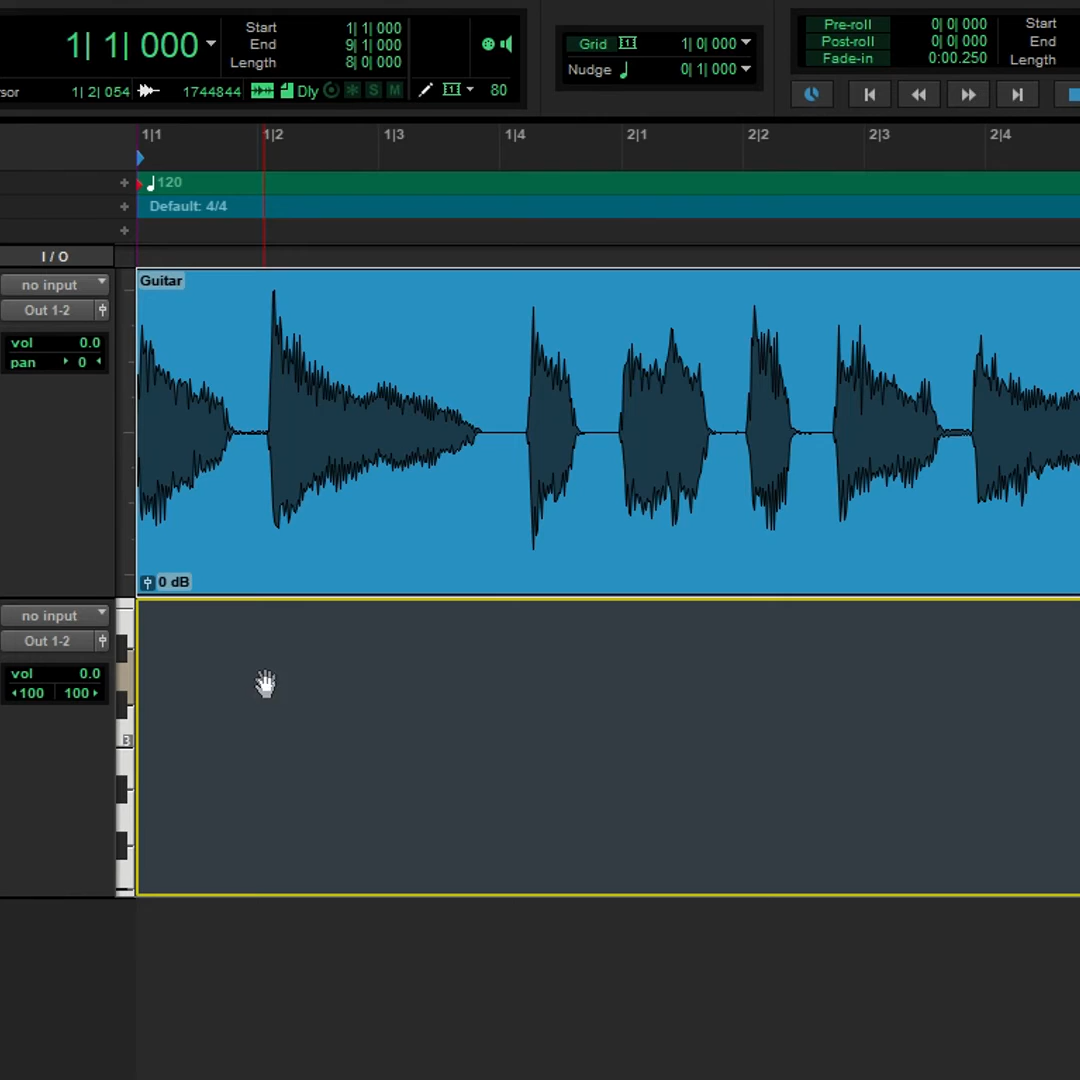 1| 1| 000
Start 1| 1| 000
End 9| 1| 000
Length 8| 0| 000
Grid 1| 0| 000
Nudge 0| 1| 000
Pre-roll 0| 0| 000
Post-roll 0| 0| 000
Fade-in 0:00.250
Start
End
Length
sor 1| 2| 054 1744844 Dly S M 80
1|1 1|2 1|3 1|4 2|1 2|2 2|3 2|4
120
Default: 4/4
I / O
no input
Out 1-2
vol 0.0
pan 0
Guitar
0 dB
no input
Out 1-2
vol 0.0
100 100
3